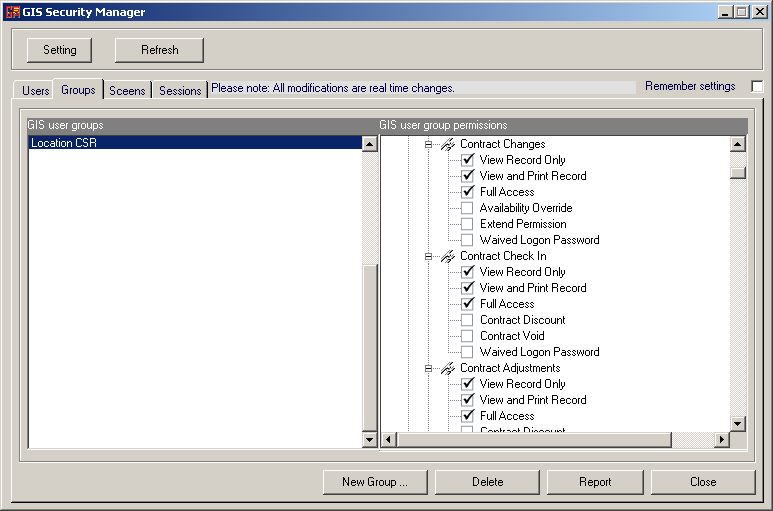 GIS Security Manager
Setting Refresh
Users Groups Sceens Sessions Please note: All modifications are real time changes. Remember settings
GIS user groups
Location CSR
GIS user group permissions
Contract Changes
View Record Only
View and Print Record
Full Access
Availability Override
Extend Permission
Waived Logon Password
Contract Check In
View Record Only
View and Print Record
Full Access
Contract Discount
Contract Void
Waived Logon Password
Contract Adjustments
View Record Only
View and Print Record
Full Access
Contract Discount
New Group ... Delete Report Close